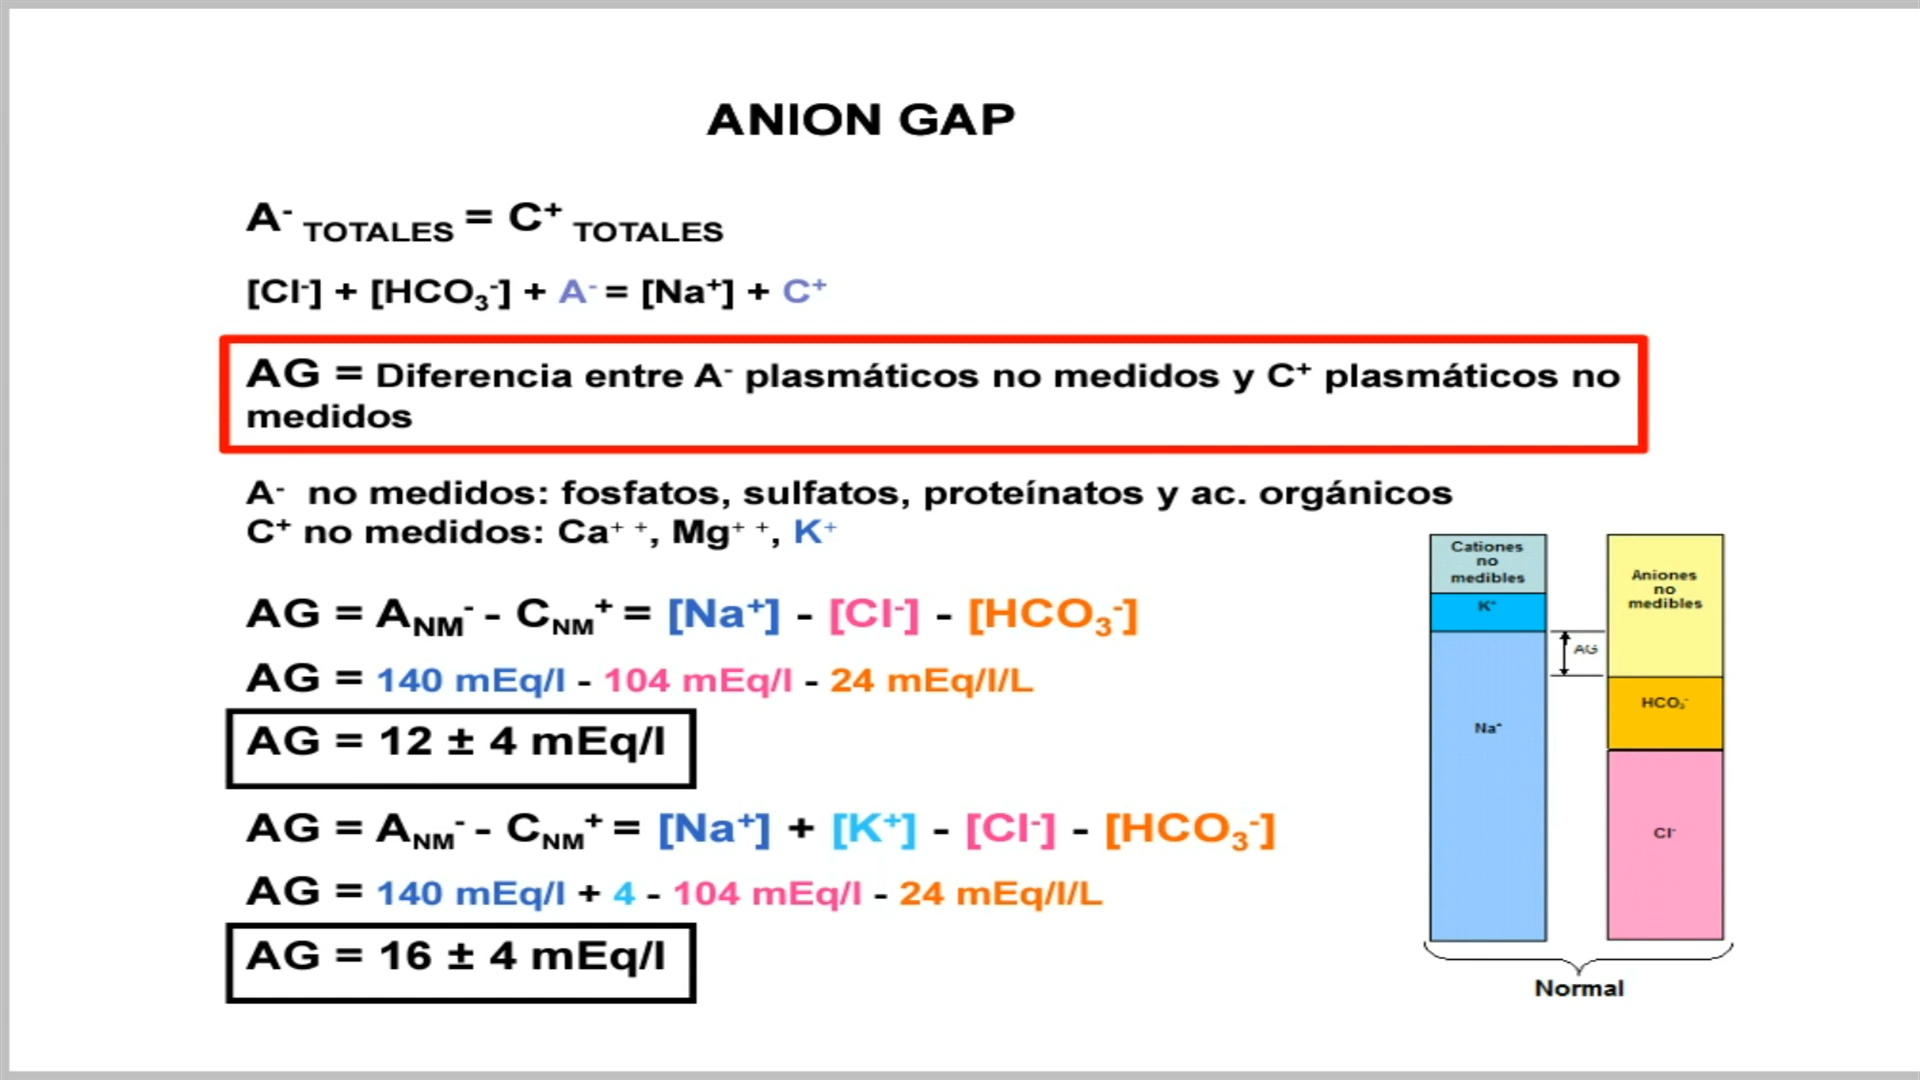 ANION GAP
A⁻ TOTALES = C⁺ TOTALES
[Cl⁻] + [HCO₃⁻] + A⁻ = [Na⁺] + C⁺
AG = Diferencia entre A⁻ plasmáticos no medidos y C⁺ plasmáticos no
medidos
A⁻ no medidos: fosfatos, sulfatos, proteínatos y ac. orgánicos
C⁺ no medidos: Ca⁺ ⁺, Mg⁺ ⁺, K⁺
AG = A_NM⁻ - C_NM⁺ = [Na⁺] - [Cl⁻] - [HCO₃⁻]
AG = 140 mEq/l - 104 mEq/l - 24 mEq/l/L
AG = 12 ± 4 mEq/l
AG = A_NM⁻ - C_NM⁺ = [Na⁺] + [K⁺] - [Cl⁻] - [HCO₃⁻]
AG = 140 mEq/l + 4 - 104 mEq/l - 24 mEq/l/L
AG = 16 ± 4 mEq/l
Cationes
no
medibles
K⁺
Na⁺
AG
Aniones
no
medibles
HCO₃⁻
Cl⁻
Normal